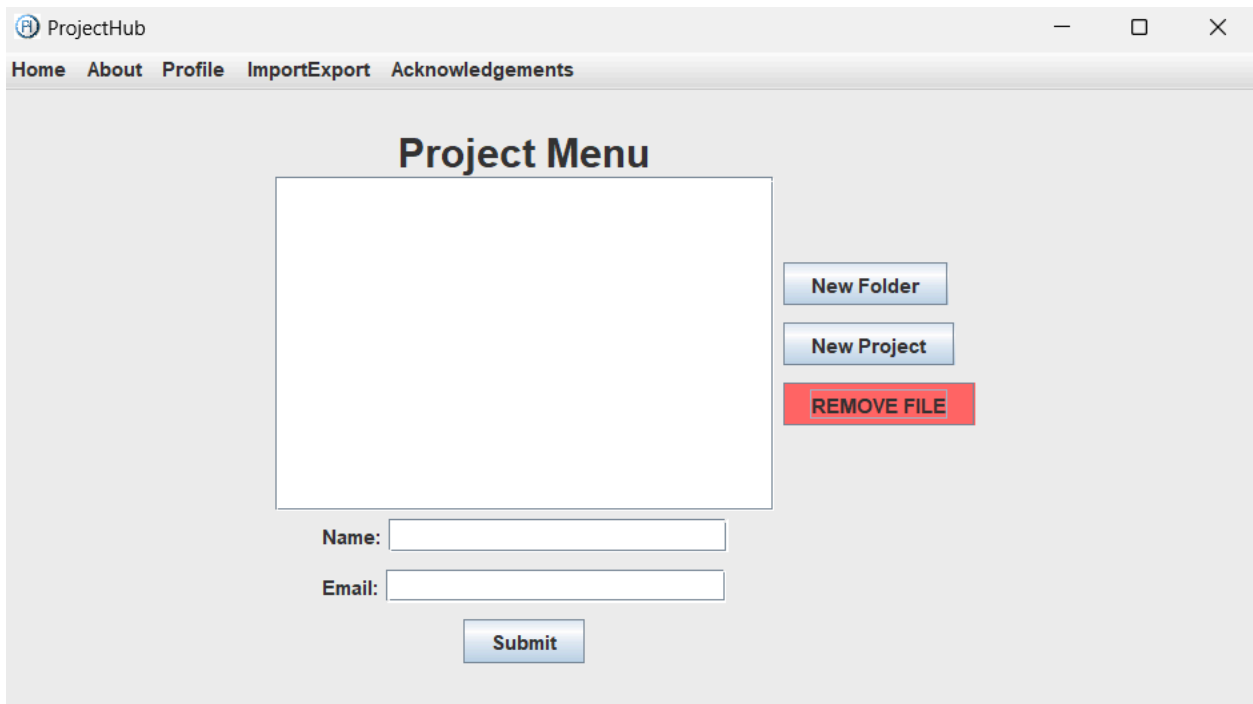 ProjectHub
Home About Profile ImportExport Acknowledgements
Project Menu
New Folder
New Project
REMOVE FILE
Name:
Email:
Submit